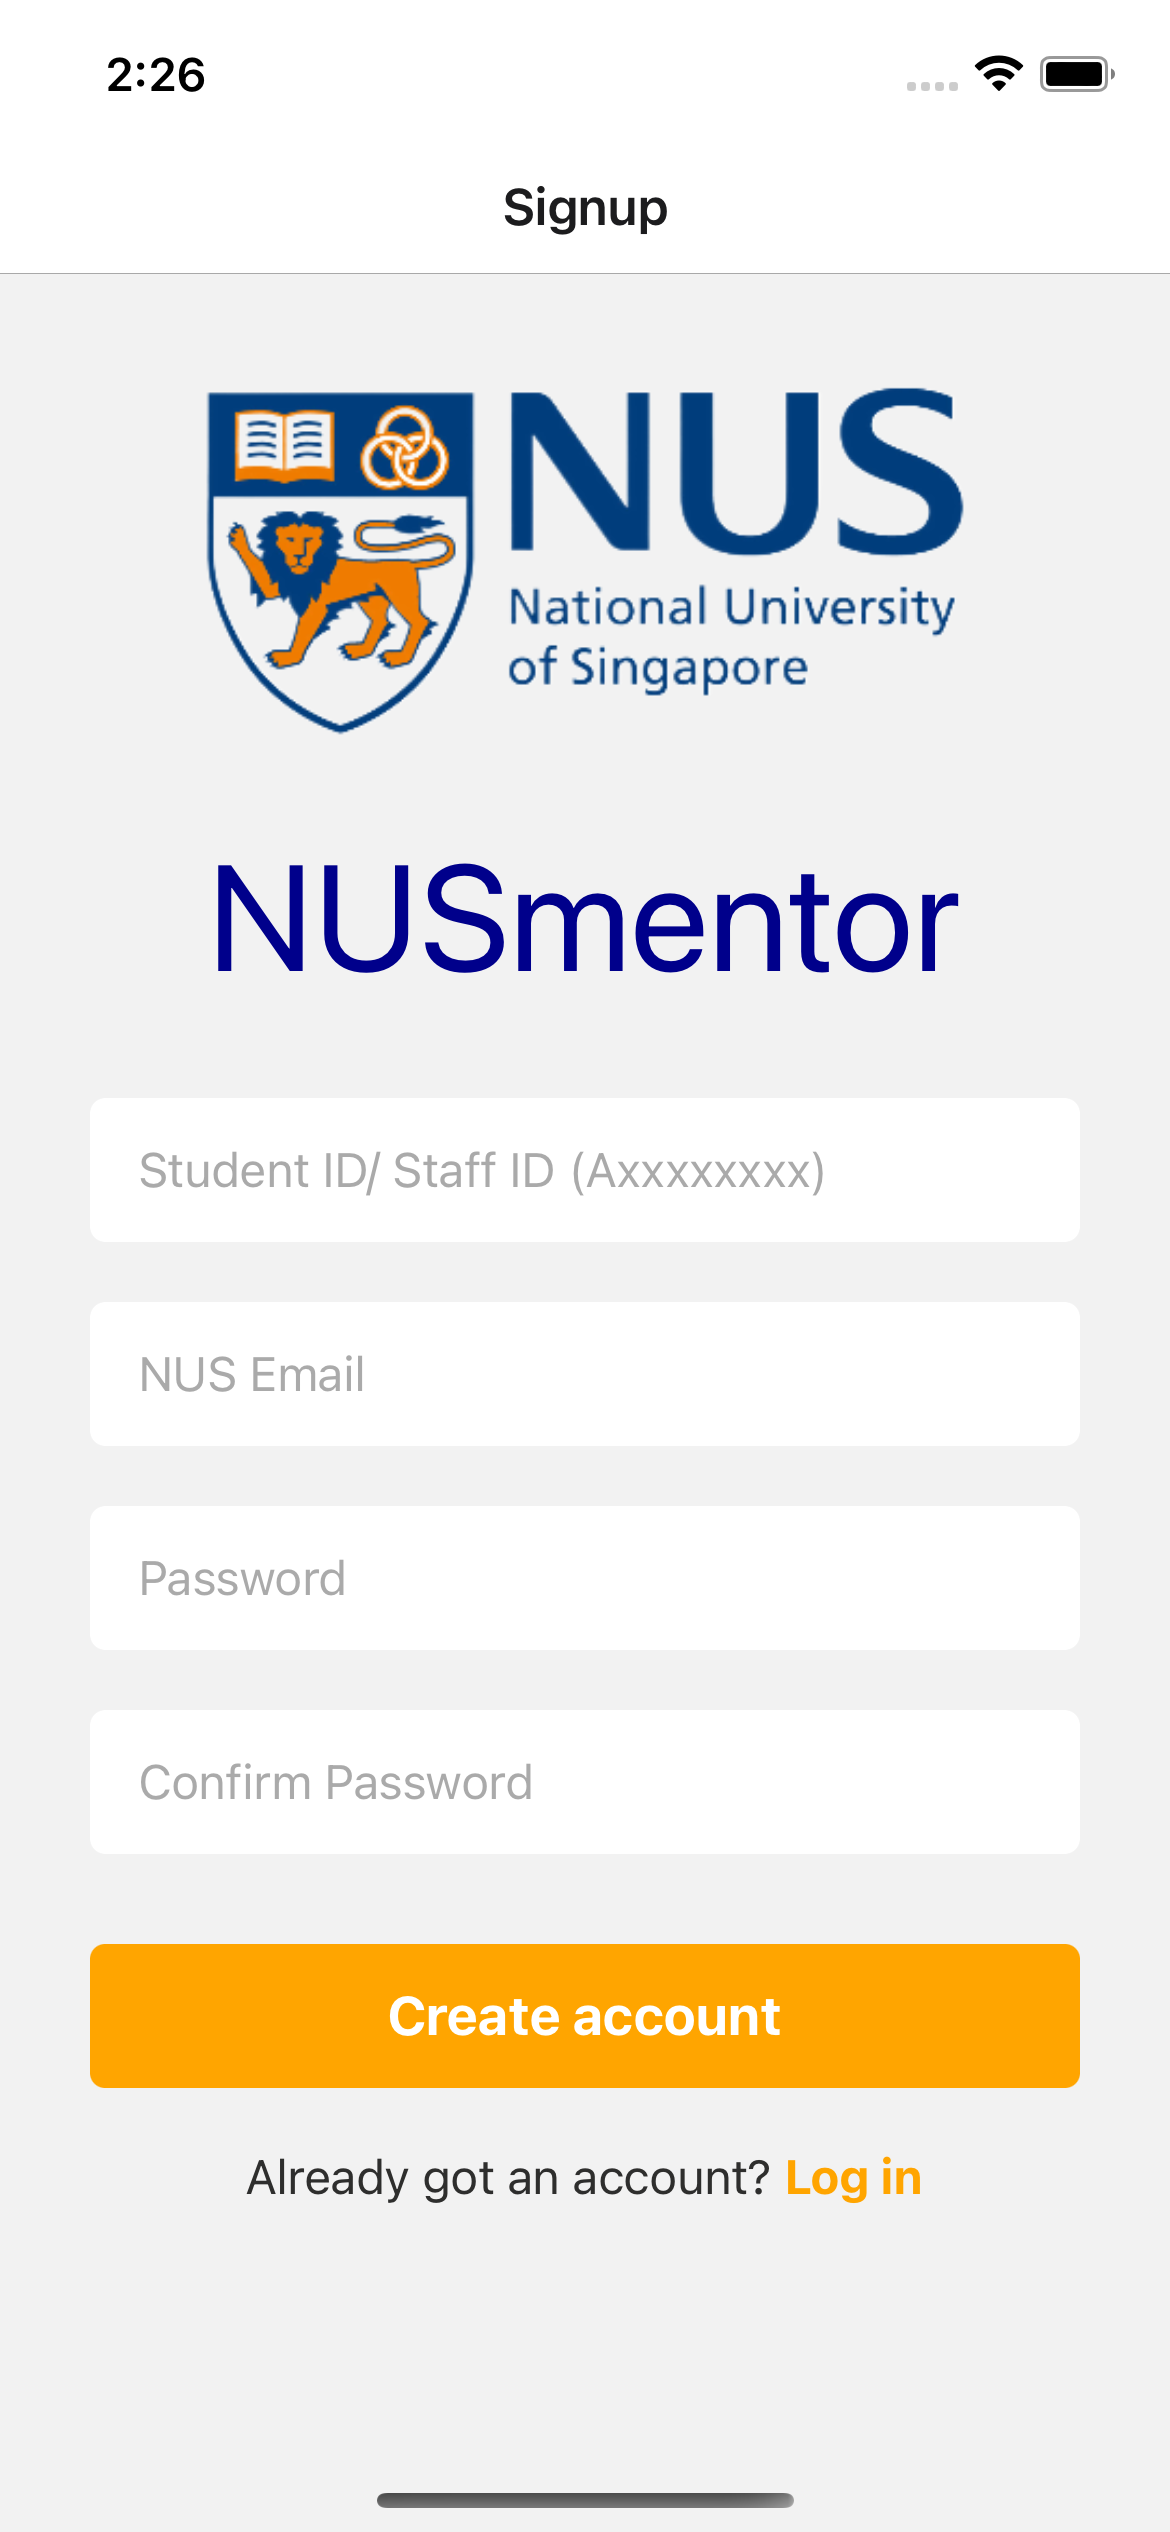 2:26
Signup
NUS
National University
of Singapore
NUSmentor
Student ID/ Staff ID (Axxxxxxxx)
NUS Email
Password
Confirm Password
Create account
Already got an account? Log in